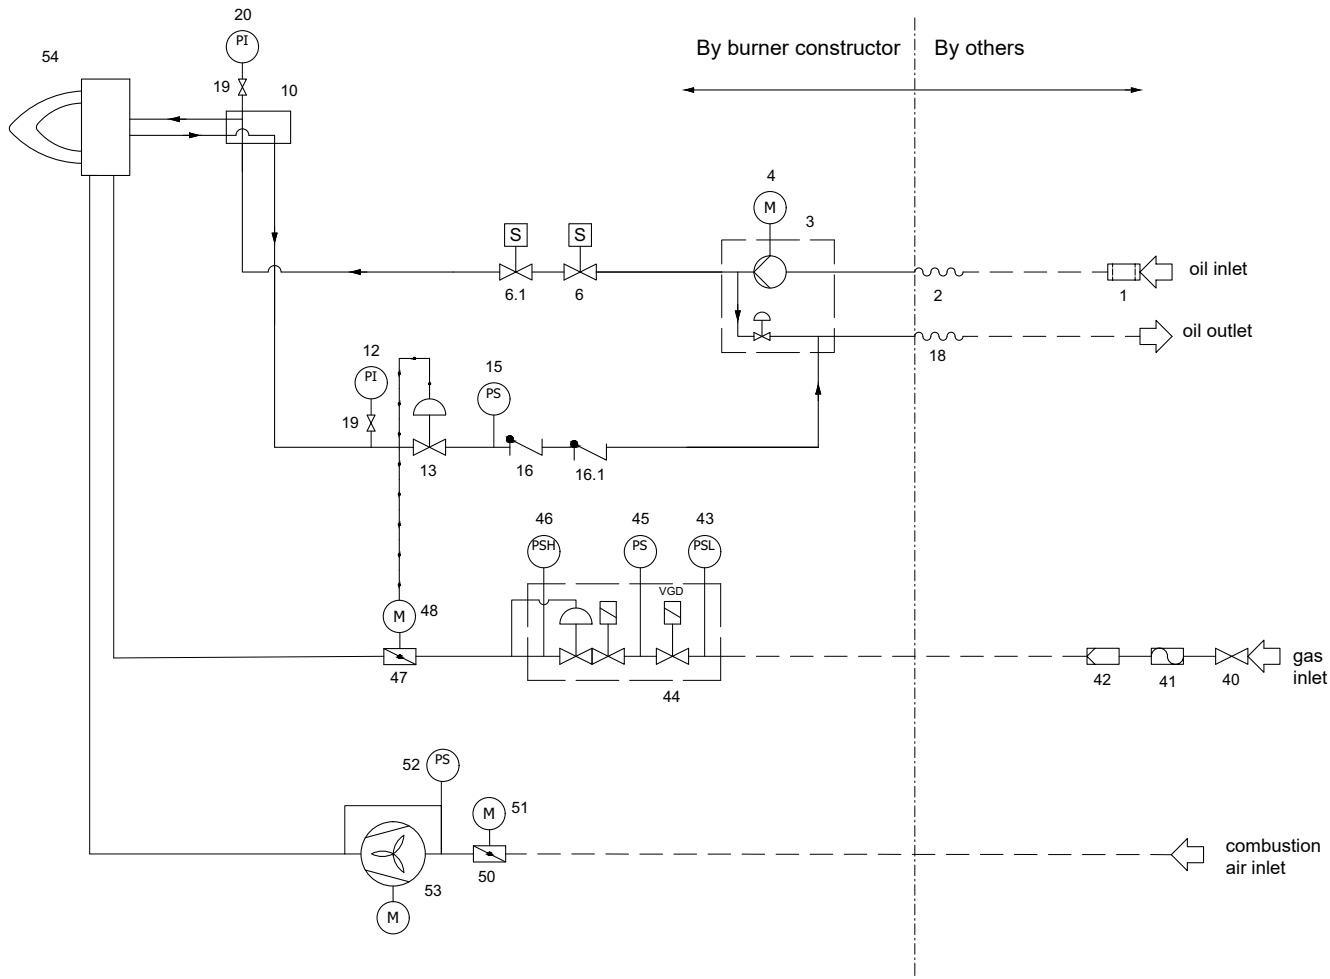 20
PI
54
By burner constructor
By others
19
10
4
M
3
S
S
6.1
6
2
1
oil inlet
oil outlet
18
12
PI
15
PS
19
13
16
16.1
46
45
43
PSH
PS
PSL
VGD
M
48
47
44
42
41
40
gas
inlet
52
PS
M
51
50
combustion
air inlet
53
M